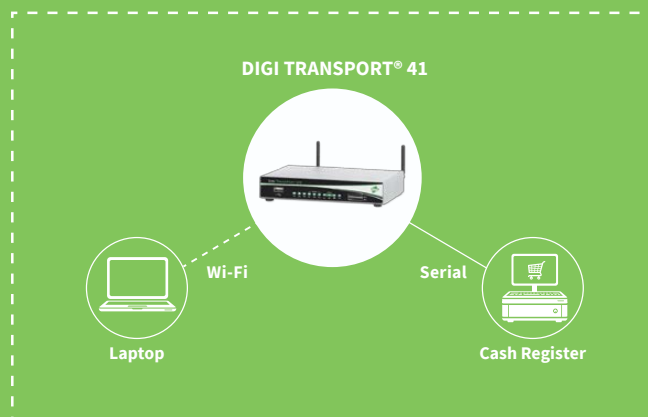 DIGI TRANSPORT® 41
Wi-Fi
Serial
Laptop
Cash Register